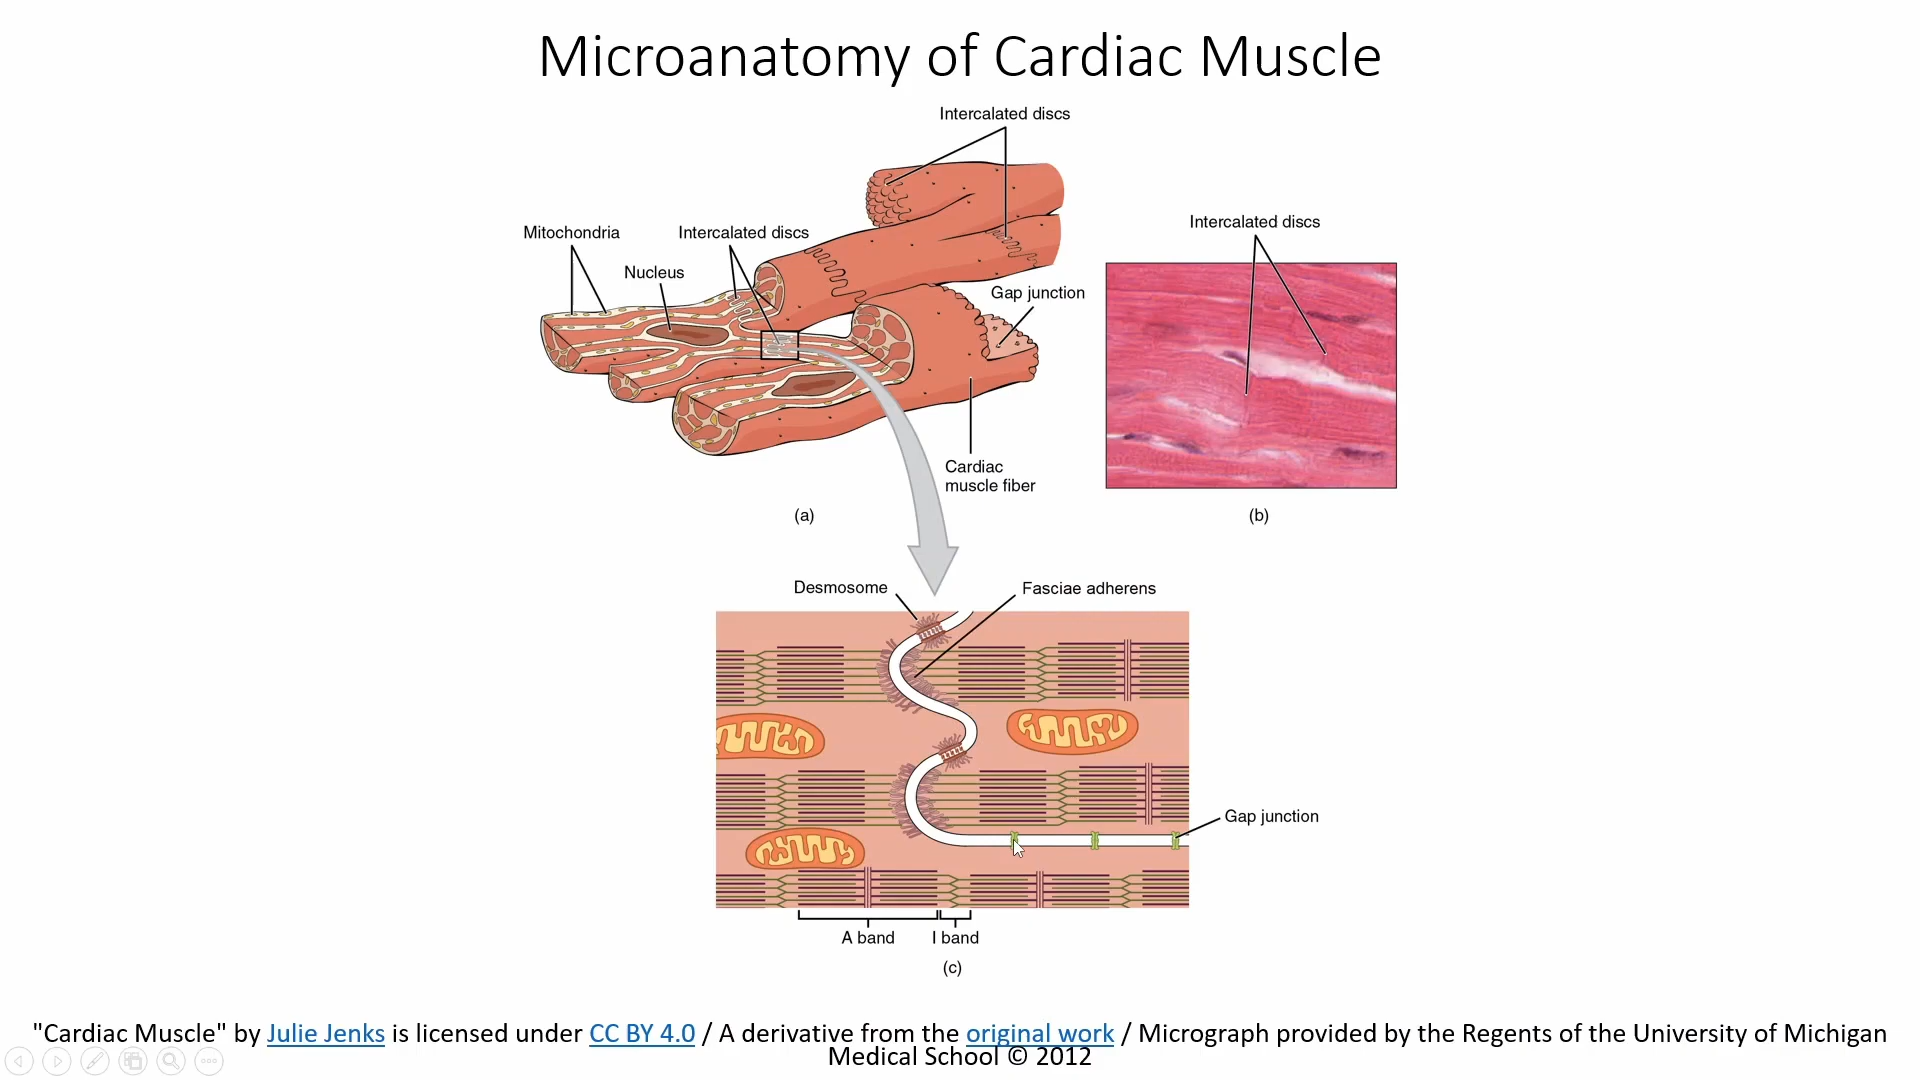 Microanatomy of Cardiac Muscle
Intercalated discs
Mitochondria
Intercalated discs
Nucleus
Gap junction
Cardiac
muscle fiber
(a)
Intercalated discs
(b)
Desmosome
Fasciae adherens
Gap junction
A band
I band
(c)
"Cardiac Muscle" by Julie Jenks is licensed under CC BY 4.0 / A derivative from the original work / Micrograph provided by the Regents of the University of Michigan
Medical School © 2012